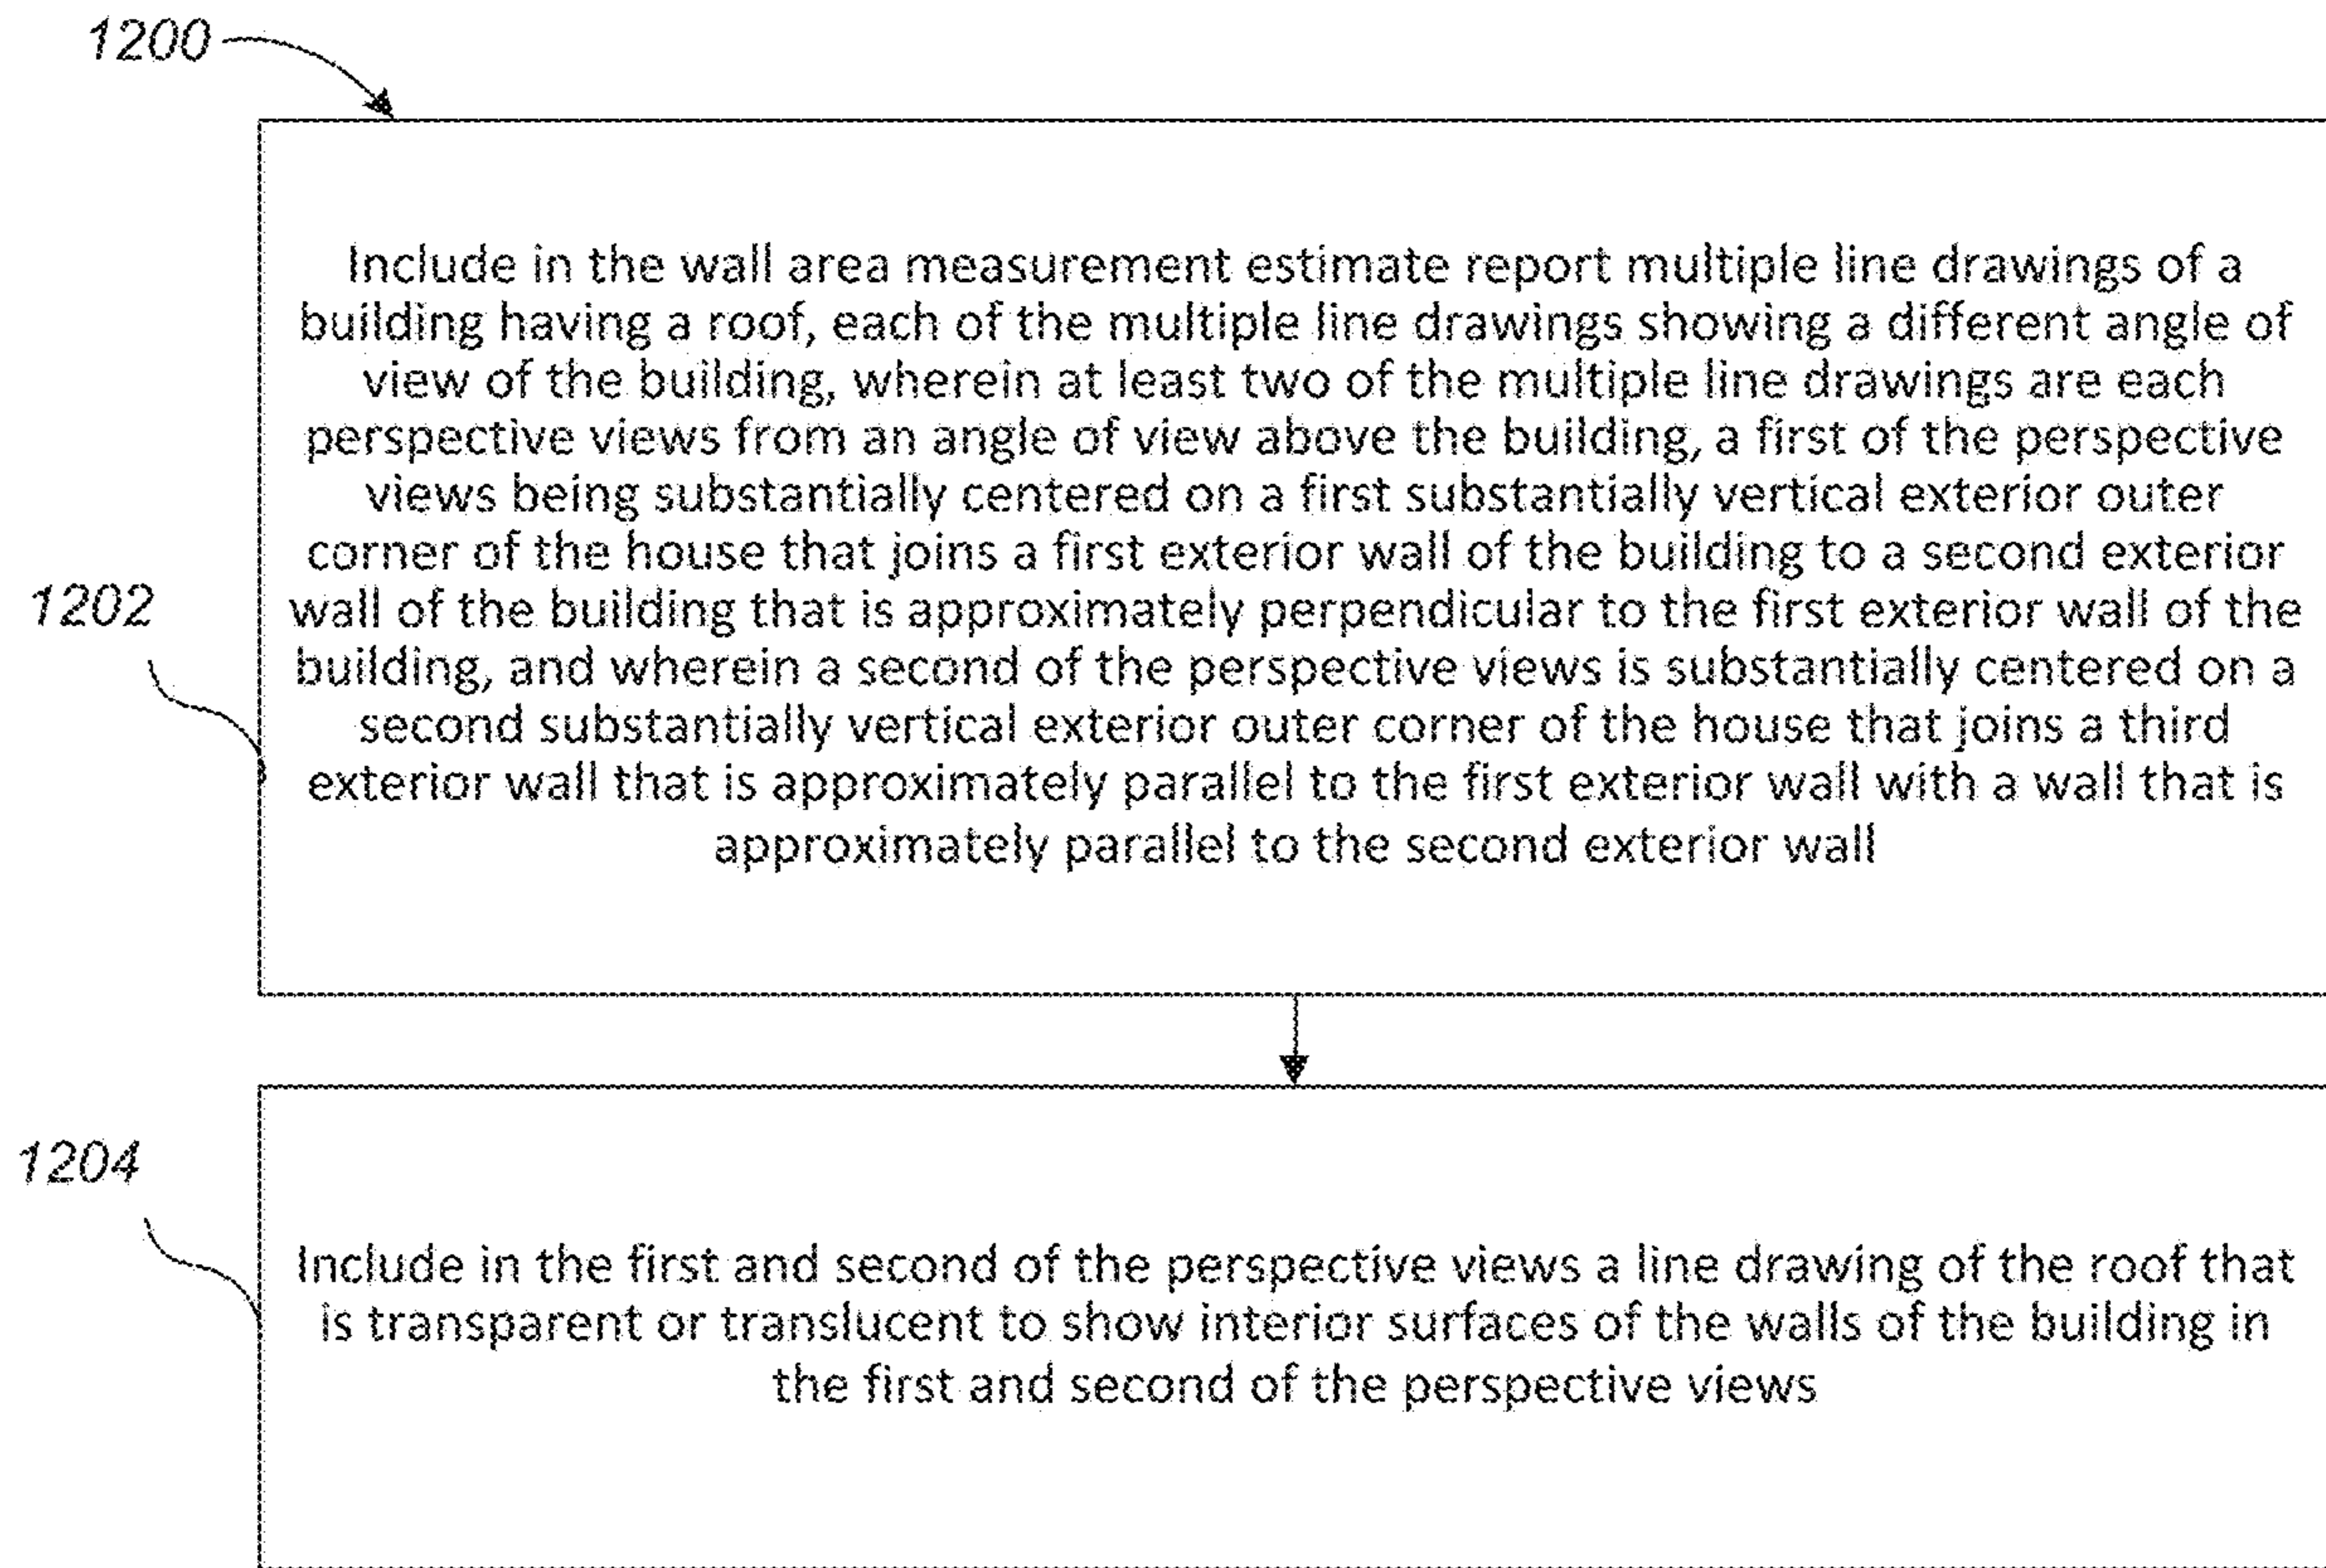 1200
Include in the wall area measurement estimate report multiple line drawings of a
building having a roof, each of the multiple line drawings showing a different angle of
view of the building, wherein at least two of the multiple line drawings are each
perspective views from an angle of view above the building, a first of the perspective
views being substantially centered on a first substantially vertical exterior outer
corner of the house that joins a first exterior wall of the building to a second exterior
wall of the building that is approximately perpendicular to the first exterior wall of the
building, and wherein a second of the perspective views is substantially centered on a
second substantially vertical exterior outer corner of the house that joins a third
exterior wall that is approximately parallel to the first exterior wall with a wall that is
approximately parallel to the second exterior wall
1202
1204
Include in the first and second of the perspective views a line drawing of the roof that
is transparent or translucent to show interior surfaces of the walls of the building in
the first and second of the perspective views